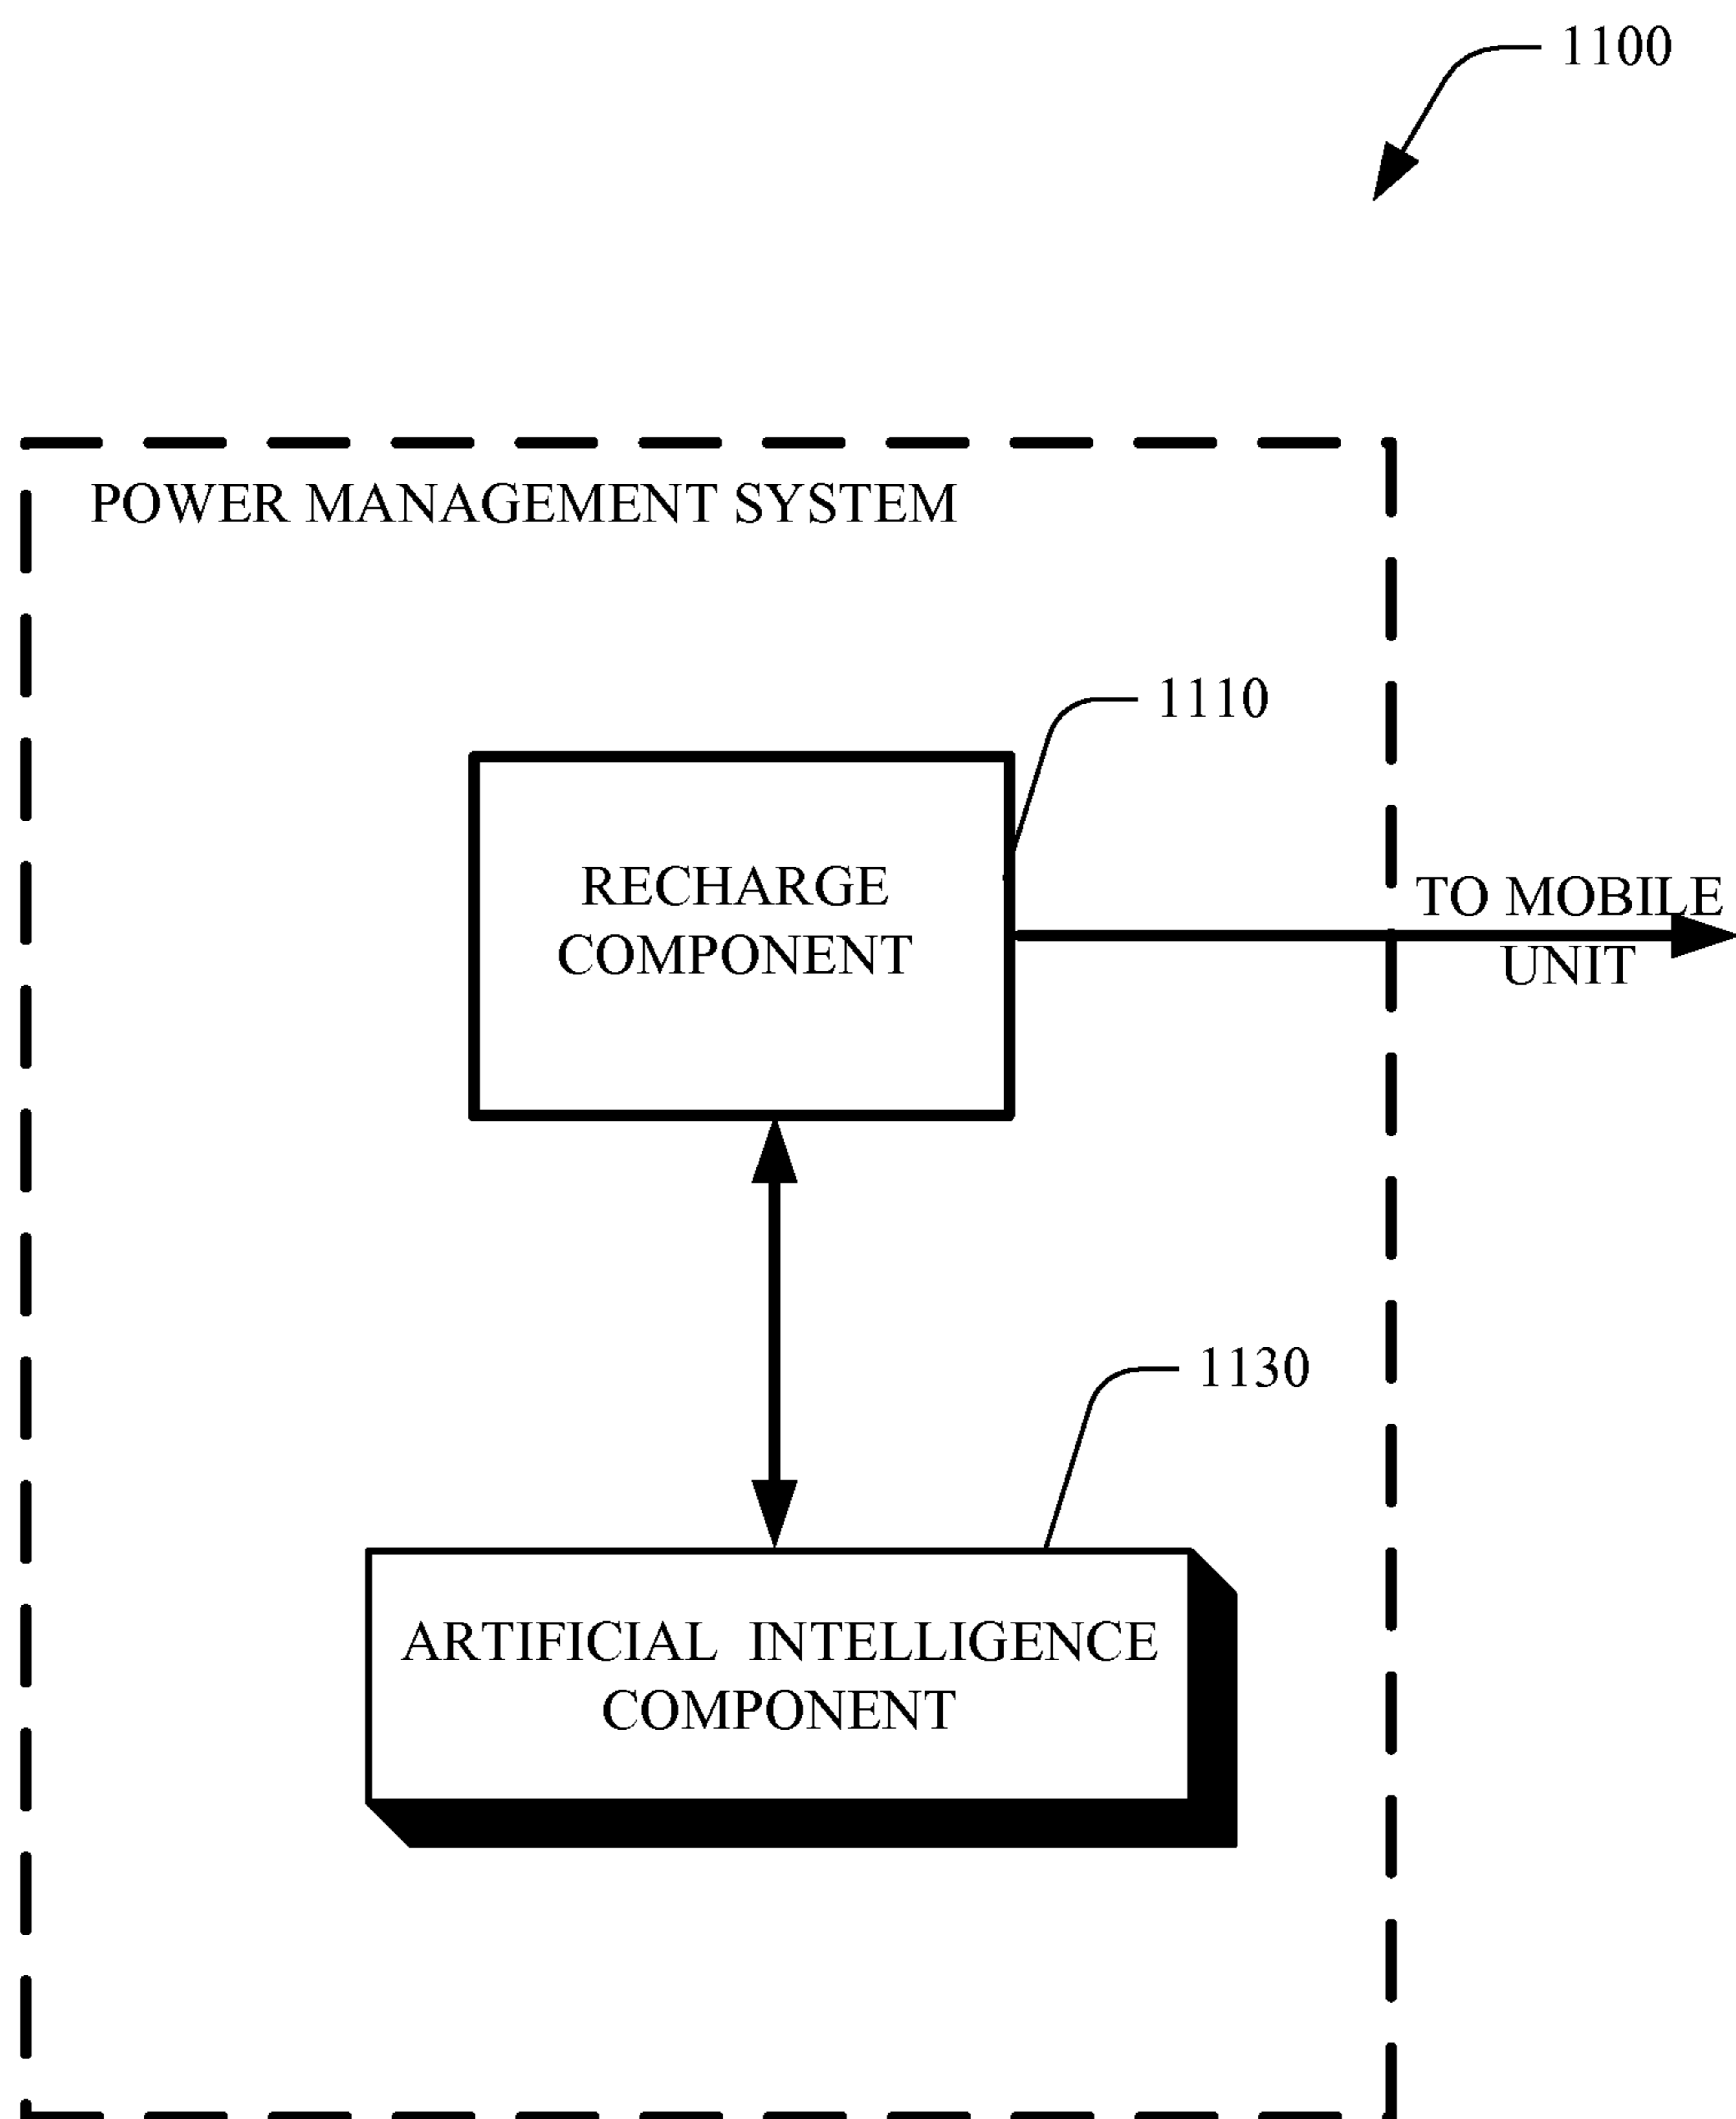 1100
POWER MANAGEMENT SYSTEM
1110
RECHARGE
COMPONENT
TO MOBILE
UNIT
1130
ARTIFICIAL INTELLIGENCE
COMPONENT